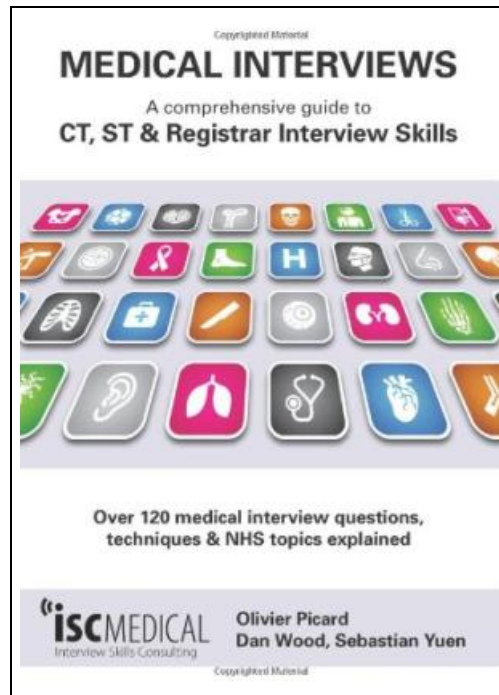 Copyrighted Material
MEDICAL INTERVIEWS
A comprehensive guide to
CT, ST & Registrar Interview Skills
H
Over 120 medical interview questions,
techniques & NHS topics explained
ISCMEDICAL
Interview Skills Consulting
Olivier Picard
Dan Wood, Sebastian Yuen
Copyrighted Material